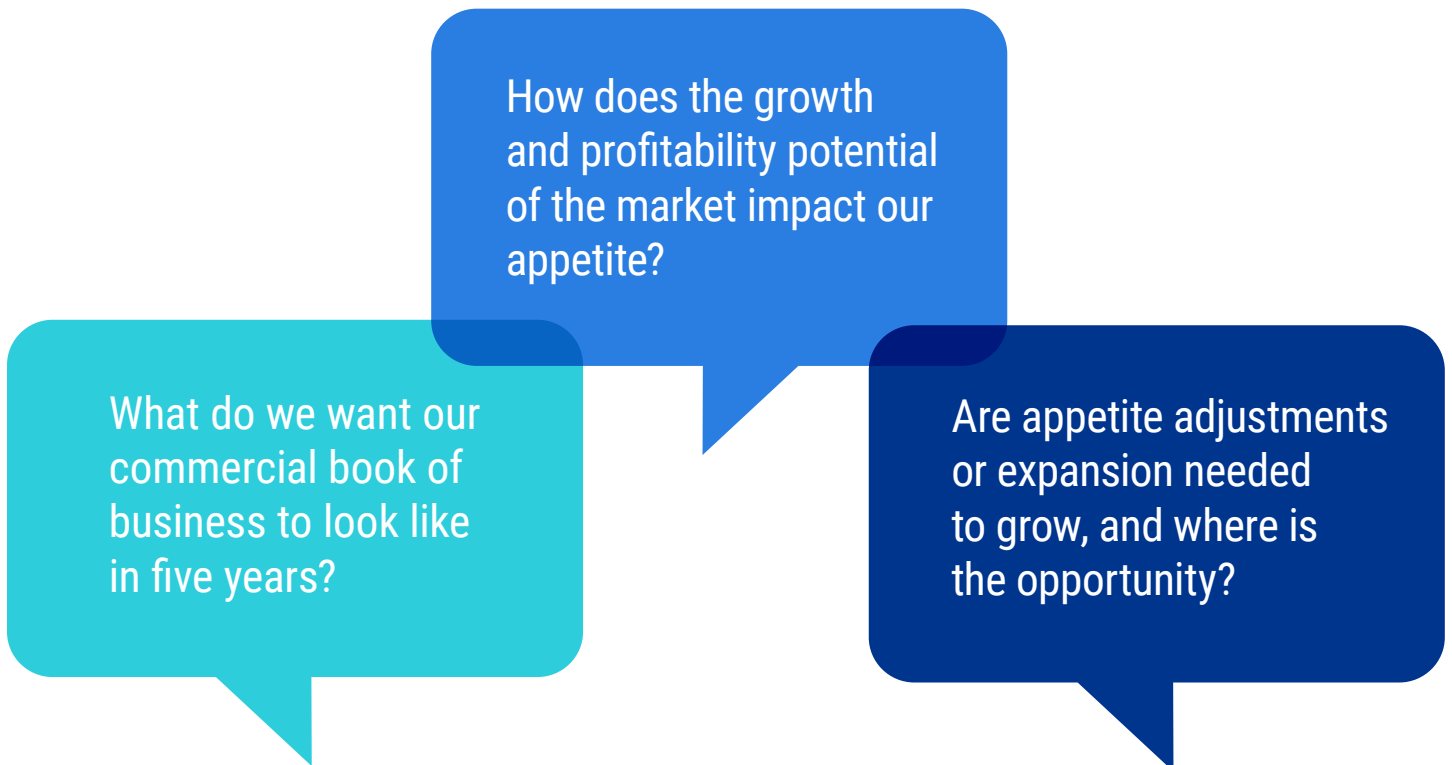 How does the growth
and profitability potential
of the market impact our
appetite?
What do we want our
commercial book of
business to look like
in five years?
Are appetite adjustments
or expansion needed
to grow, and where is
the opportunity?